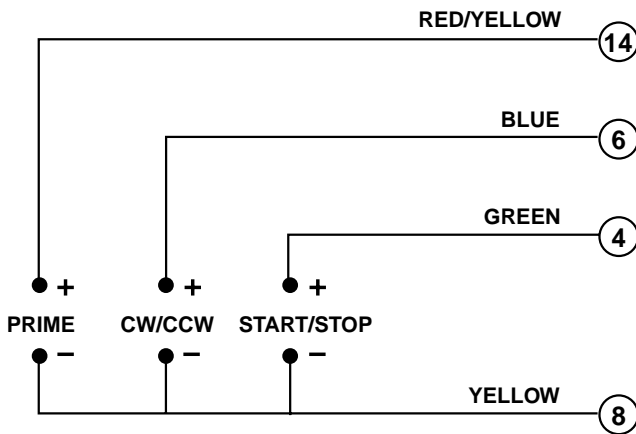 RED/YELLOW
14
BLUE
6
GREEN
4
+ + +
PRIME CW/CCW START/STOP
− − −
YELLOW
8